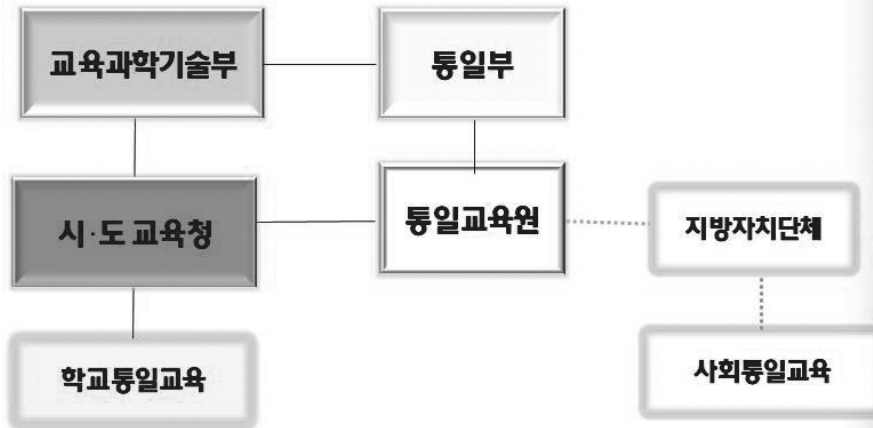 교육과학기술부
통일부
시·도 교육청
통일교육원
지방자치단체
학교통일교육
사회통일교육